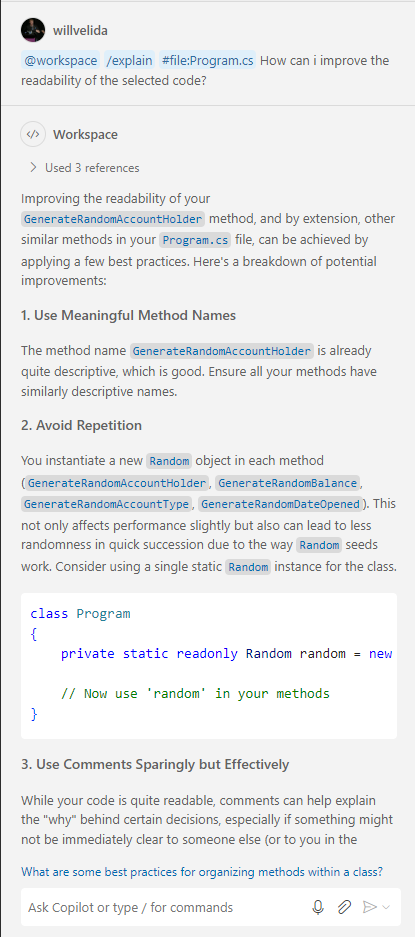 willvelida
@workspace /explain #file:Program.cs How can i improve the
readability of the selected code?
Workspace
Used 3 references
Improving the readability of your
GenerateRandomAccountHolder method, and by extension, other
similar methods in your Program.cs file, can be achieved by
applying a few best practices. Here's a breakdown of potential
improvements:
1. Use Meaningful Method Names
The method name GenerateRandomAccountHolder is already
quite descriptive, which is good. Ensure all your methods have
similarly descriptive names.
2. Avoid Repetition
You instantiate a new Random object in each method
(GenerateRandomAccountHolder, GenerateRandomBalance,
GenerateRandomAccountType, GenerateRandomDateOpened). This
not only affects performance slightly but also can lead to less
randomness in quick succession due to the way Random seeds
work. Consider using a single static Random instance for the class.
class Program
{
private static readonly Random random = new
// Now use 'random' in your methods
}
3. Use Comments Sparingly but Effectively
While your code is quite readable, comments can help explain
the "why" behind certain decisions, especially if something might
not be immediately clear to someone else (or to you in the
What are some best practices for organizing methods within a class?
Ask Copilot or type / for commands